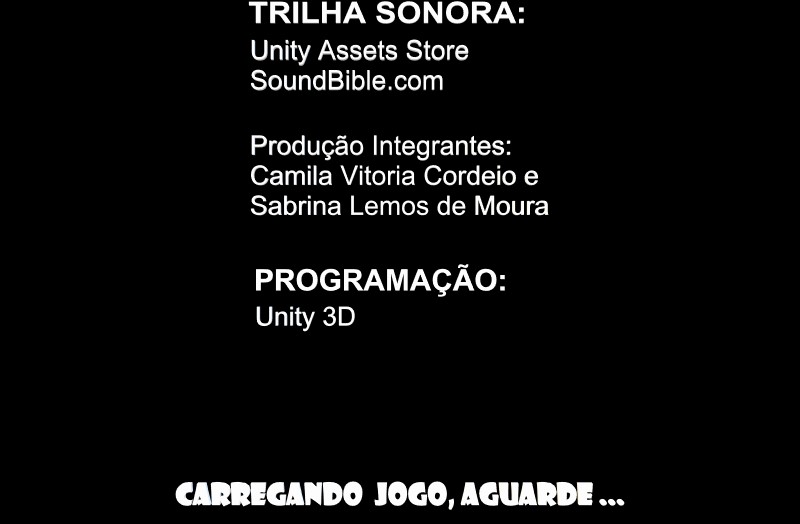 TRILHA SONORA:
Unity Assets Store
SoundBible.com
Produção Integrantes:
Camila Vitoria Cordeio e
Sabrina Lemos de Moura
PROGRAMAÇÃO:
Unity 3D
CARREGANDO JOGO, AGUARDE ...